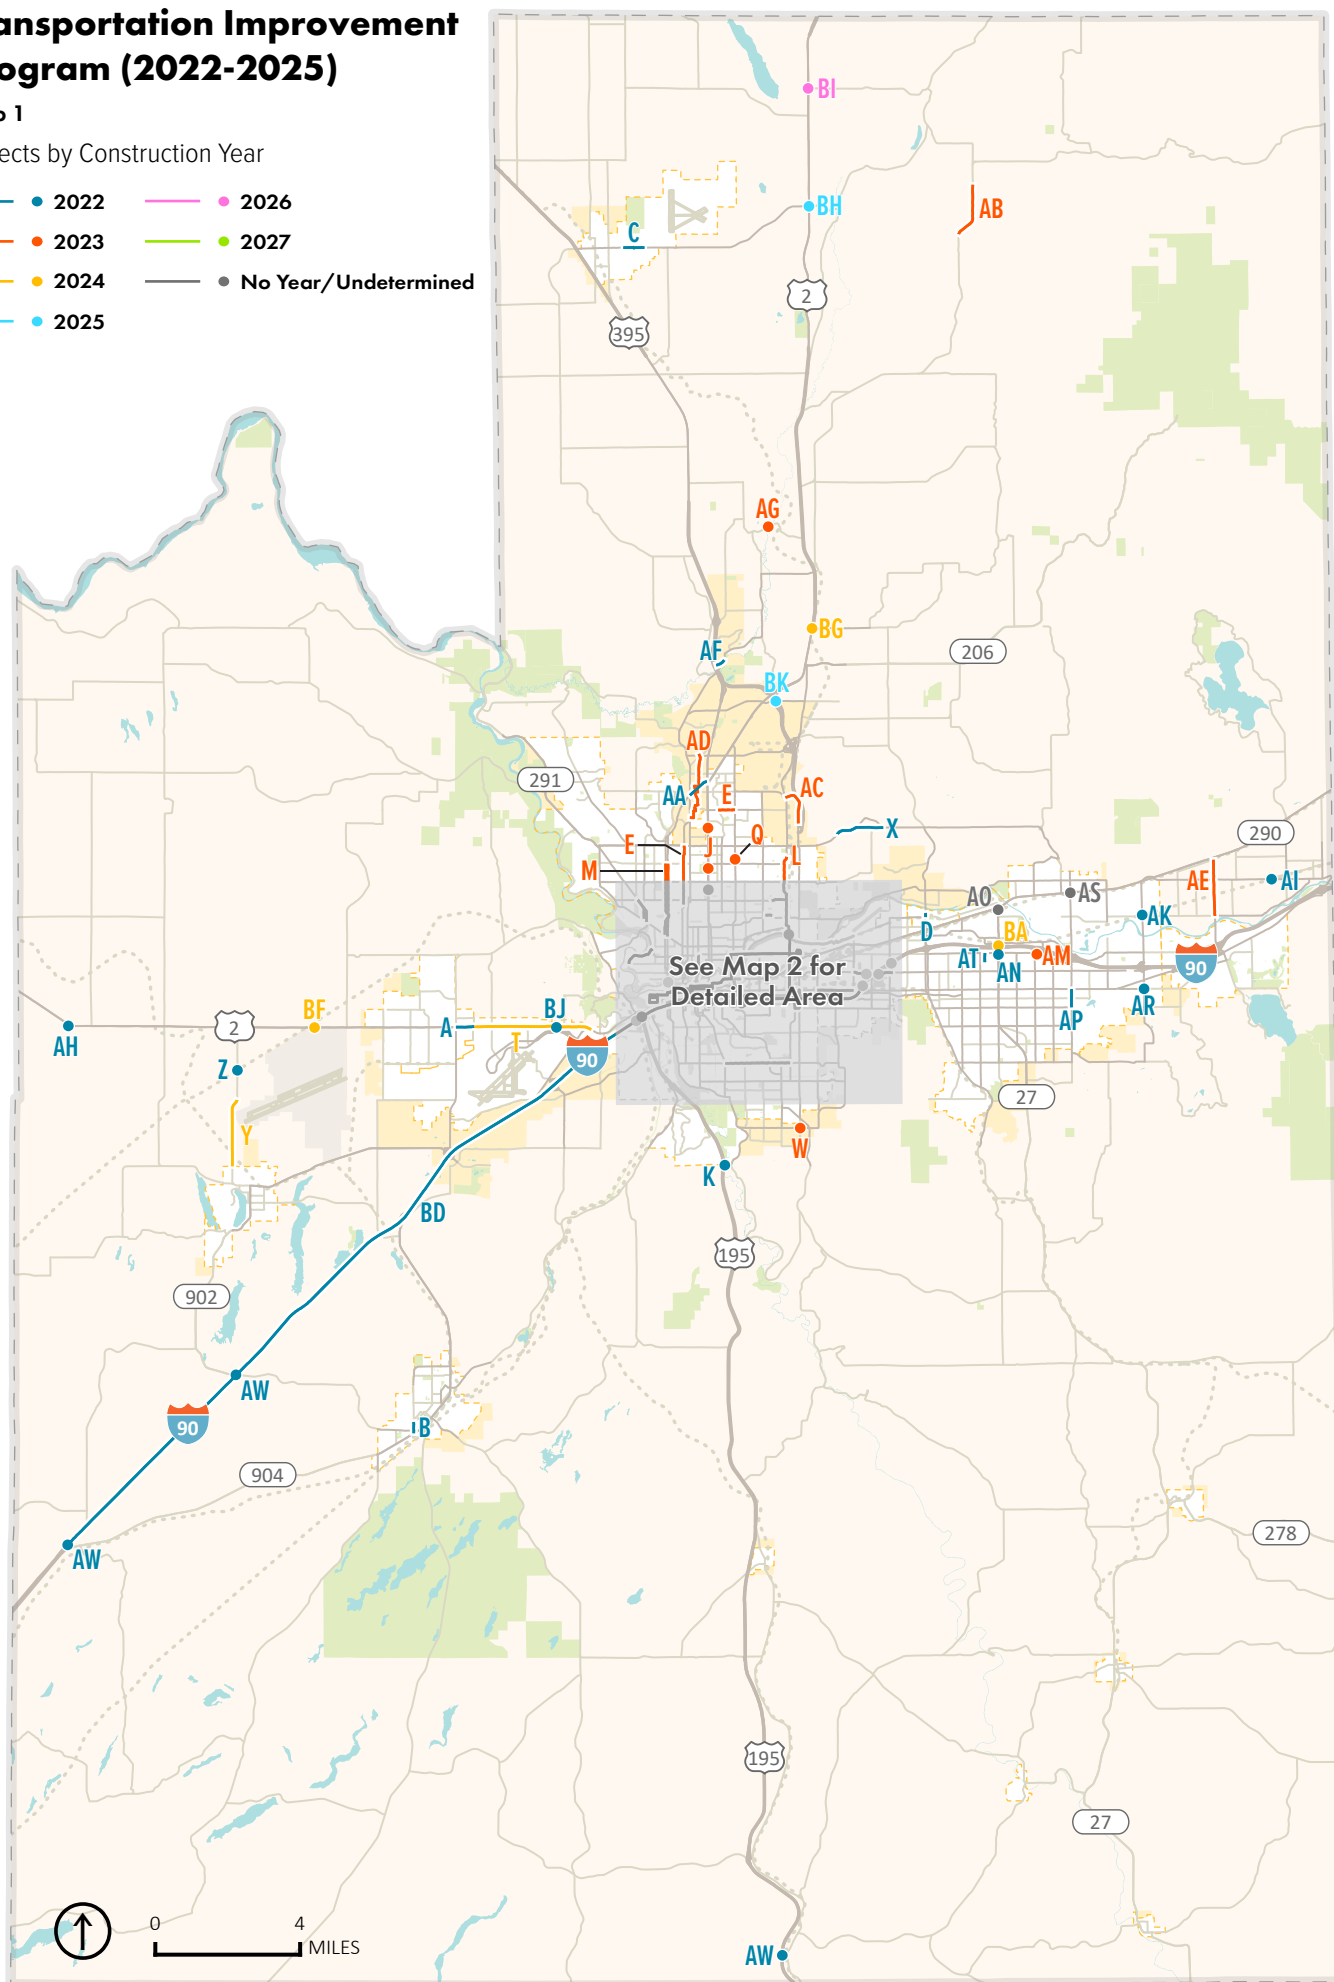 ansportation Improvement
ogram (2022-2025)
p 1
ects by Construction Year
2022
2026
2023
2027
2024
No Year/Undetermined
2025
BI
BH
AB
C
2
395
AG
BG
AF
206
BK
AD
291
AA
E
AC
X
290
E
J
Q
M
L
AE
AI
AO
AS
AK
D
BA
AT
AN
AM
90
See Map 2 for
Detailed Area
AR
AP
AH
2
BF
A
BJ
T
90
Z
27
Y
W
K
BD
195
902
AW
90
B
904
278
AW
195
27
0
4
MILES
AW